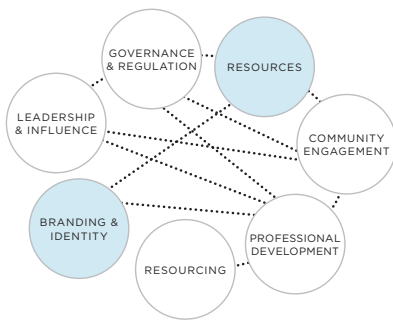 GOVERNANCE
& REGULATION
RESOURCES
LEADERSHIP
& INFLUENCE
COMMUNITY
ENGAGEMENT
BRANDING &
IDENTITY
PROFESSIONAL
DEVELOPMENT
RESOURCING